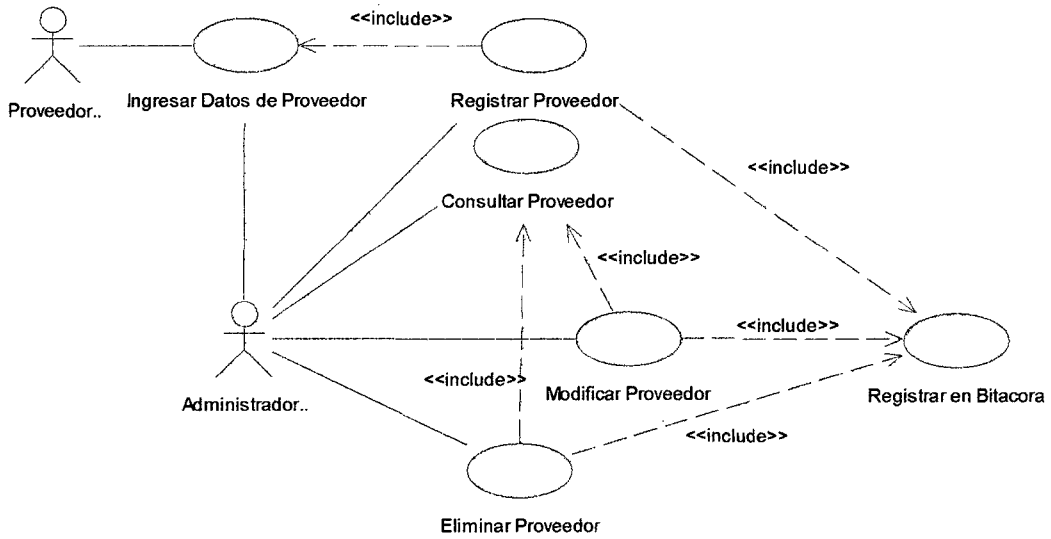 <<include>>
Proveedor..
Ingresar Datos de Proveedor
Registrar Proveedor
<<include>>
Consultar Proveedor
<<include>>
<<include>>
<<include>>
Modificar Proveedor
Administrador..
Registrar en Bitacora
<<include>>
Eliminar Proveedor